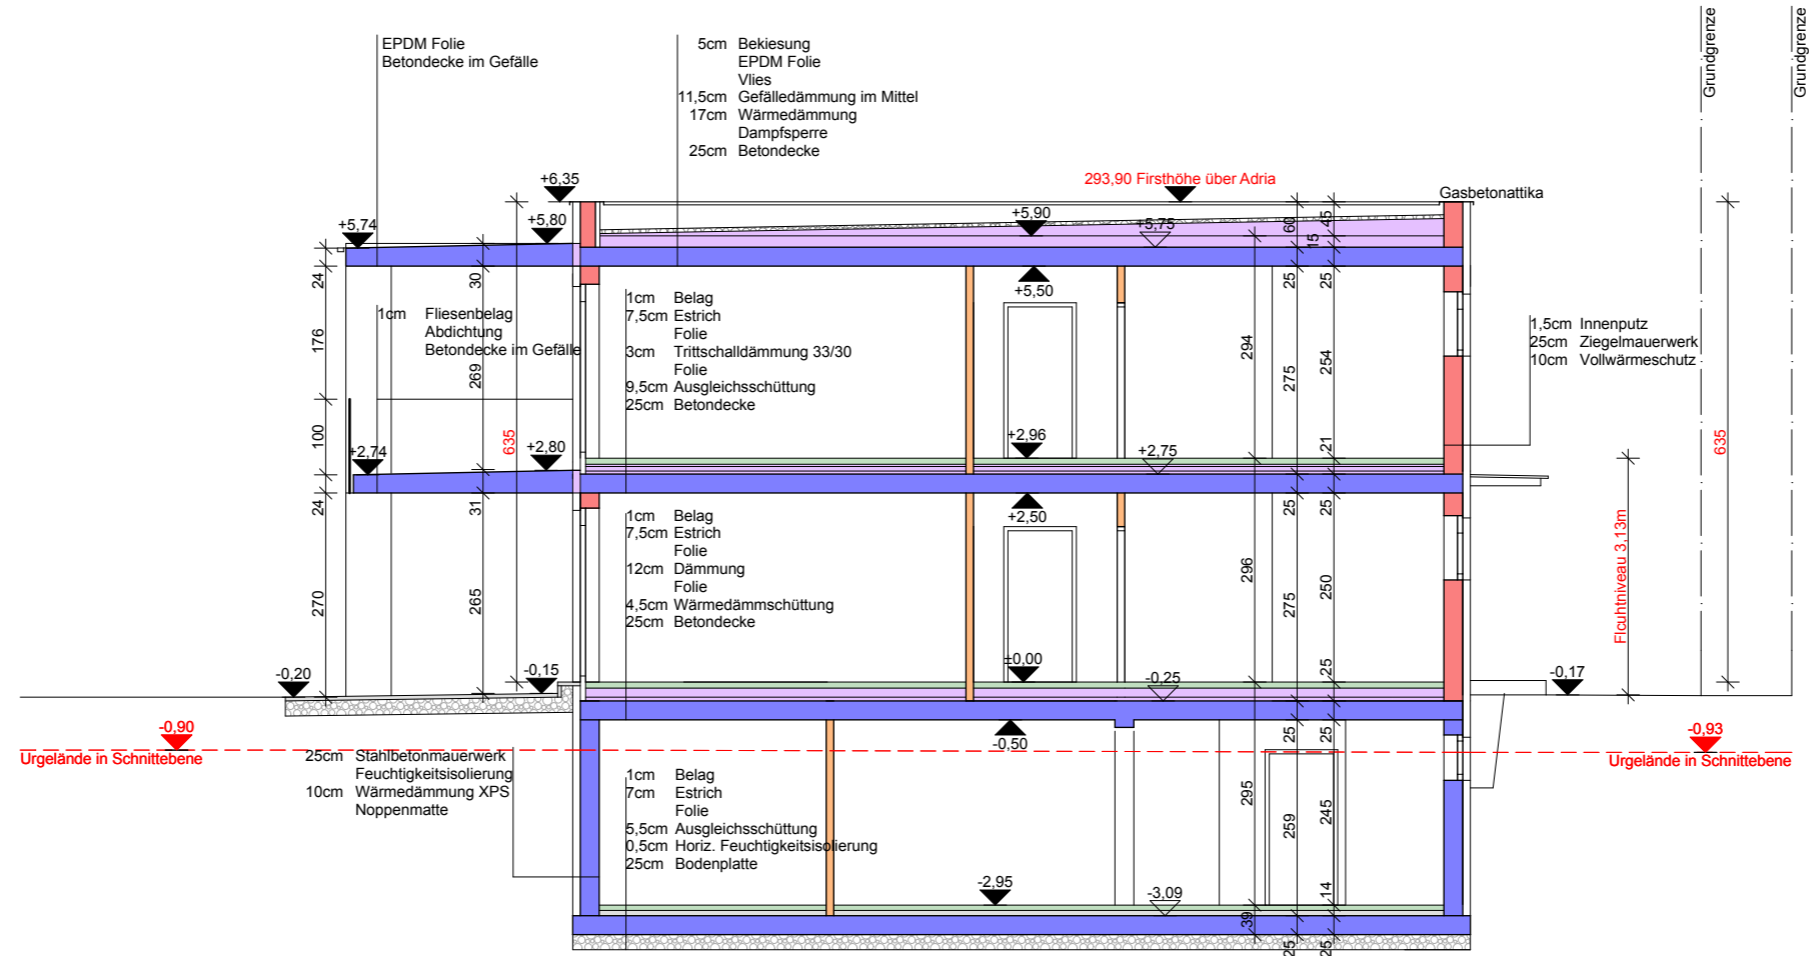 EPDM Folie
Betondecke im Gefälle
5cm Bekiesung
EPDM Folie
Vlies
11,5cm Gefälledämmung im Mittel
17cm Wärmedämmung
Dampfsperre
25cm Betondecke
Grundgrenze
Grundgrenze
+6,35
293,90 Firsthöhe über Adria
Gasbetonattika
+5,74
+5,80
+5,90
+5,75
60
45
15
24
30
+5,50
25
25
1cm Belag
7,5cm Estrich
Folie
3cm Trittschalldämmung 33/30
Folie
9,5cm Ausgleichsschüttung
25cm Betondecke
1cm Fliesenbelag
Abdichtung
Betondecke im Gefälle
1,5cm Innenputz
25cm Ziegelmauerwerk
10cm Vollwärmeschutz
176
269
294
275
254
100
635
635
+2,74
+2,80
+2,96
+2,75
21
24
31
+2,50
25
25
1cm Belag
7,5cm Estrich
Folie
12cm Dämmung
Folie
4,5cm Wärmedämmschüttung
25cm Betondecke
270
265
296
275
250
Flcuhtniveau 3,13m
-0,20
-0,15
±0,00
-0,25
25
-0,17
-0,90
Urgelände in Schnittebene
-0,50
25
25
-0,93
Urgelände in Schnittebene
25cm Stahlbetonmauerwerk
Feuchtigkeitsisolierung
10cm Wärmedämmung XPS
Noppenmatte
1cm Belag
7cm Estrich
Folie
5,5cm Ausgleichsschüttung
0,5cm Horiz. Feuchtigkeitsisolierung
25cm Bodenplatte
295
259
245
-2,95
-3,09
14
39
25
25